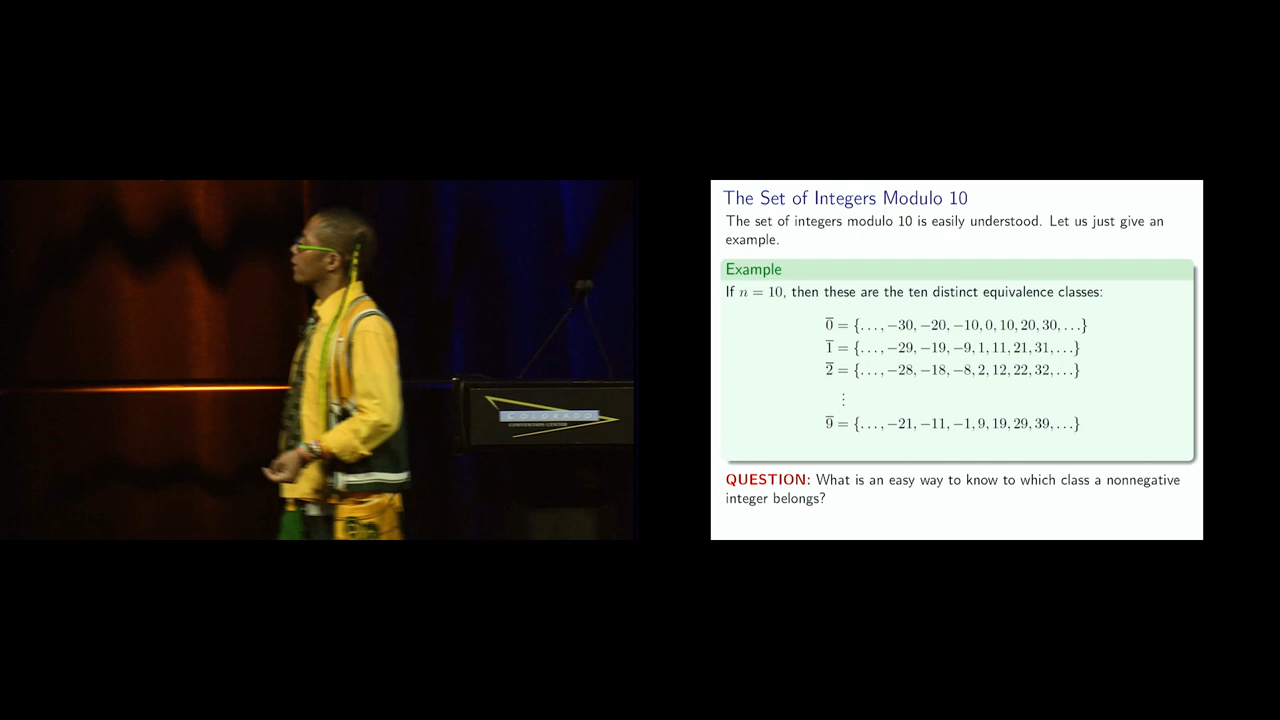 COLORADO
CONVENTION CENTER
The Set of Integers Modulo 10
The set of integers modulo 10 is easily understood. Let us just give an
example.
Example
If n = 10, then these are the ten distinct equivalence classes:
0̅ = {. . . , −30, −20, −10, 0, 10, 20, 30, . . .}
1̅ = {. . . , −29, −19, −9, 1, 11, 21, 31, . . .}
2̅ = {. . . , −28, −18, −8, 2, 12, 22, 32, . . .}
⋮
9̅ = {. . . , −21, −11, −1, 9, 19, 29, 39, . . .}
QUESTION: What is an easy way to know to which class a nonnegative
integer belongs?